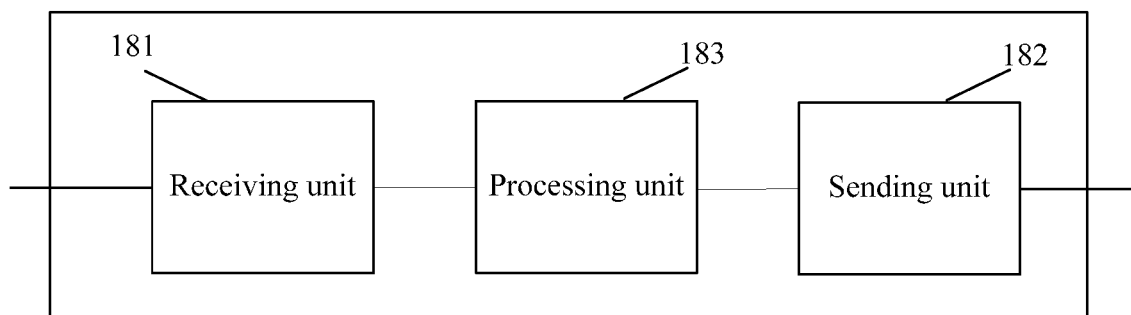 181
183
182
Receiving unit
Processing unit
Sending unit